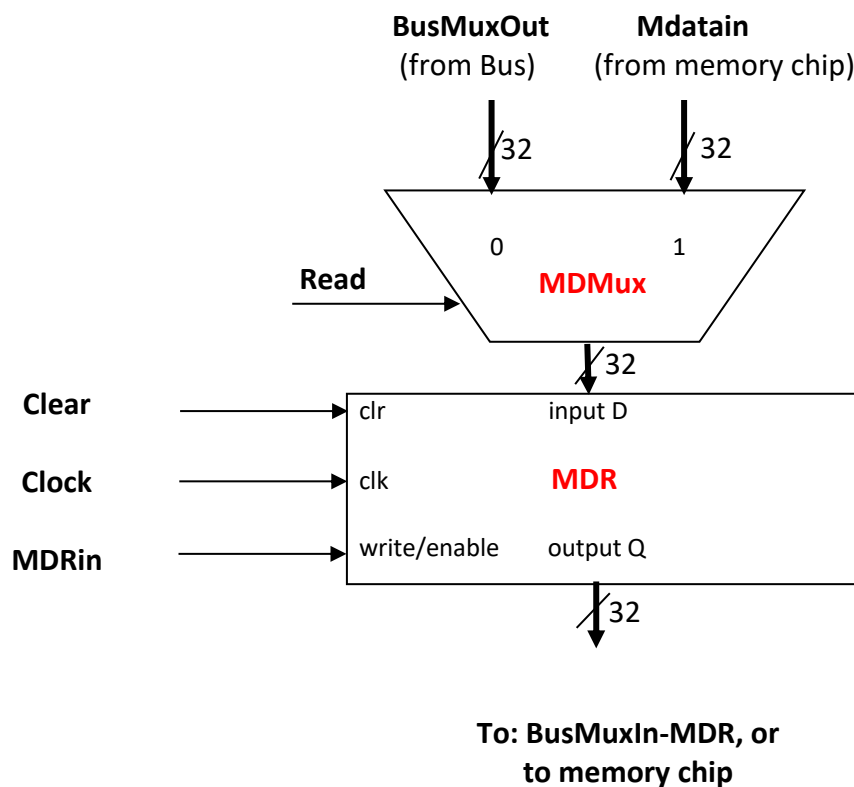 BusMuxOut
(from Bus)
Mdatain
(from memory chip)
32
32
0
1
MDMux
Read
32
Clear
clr
input D
Clock
clk
MDR
MDRin
write/enable
output Q
32
To: BusMuxIn-MDR, or
to memory chip